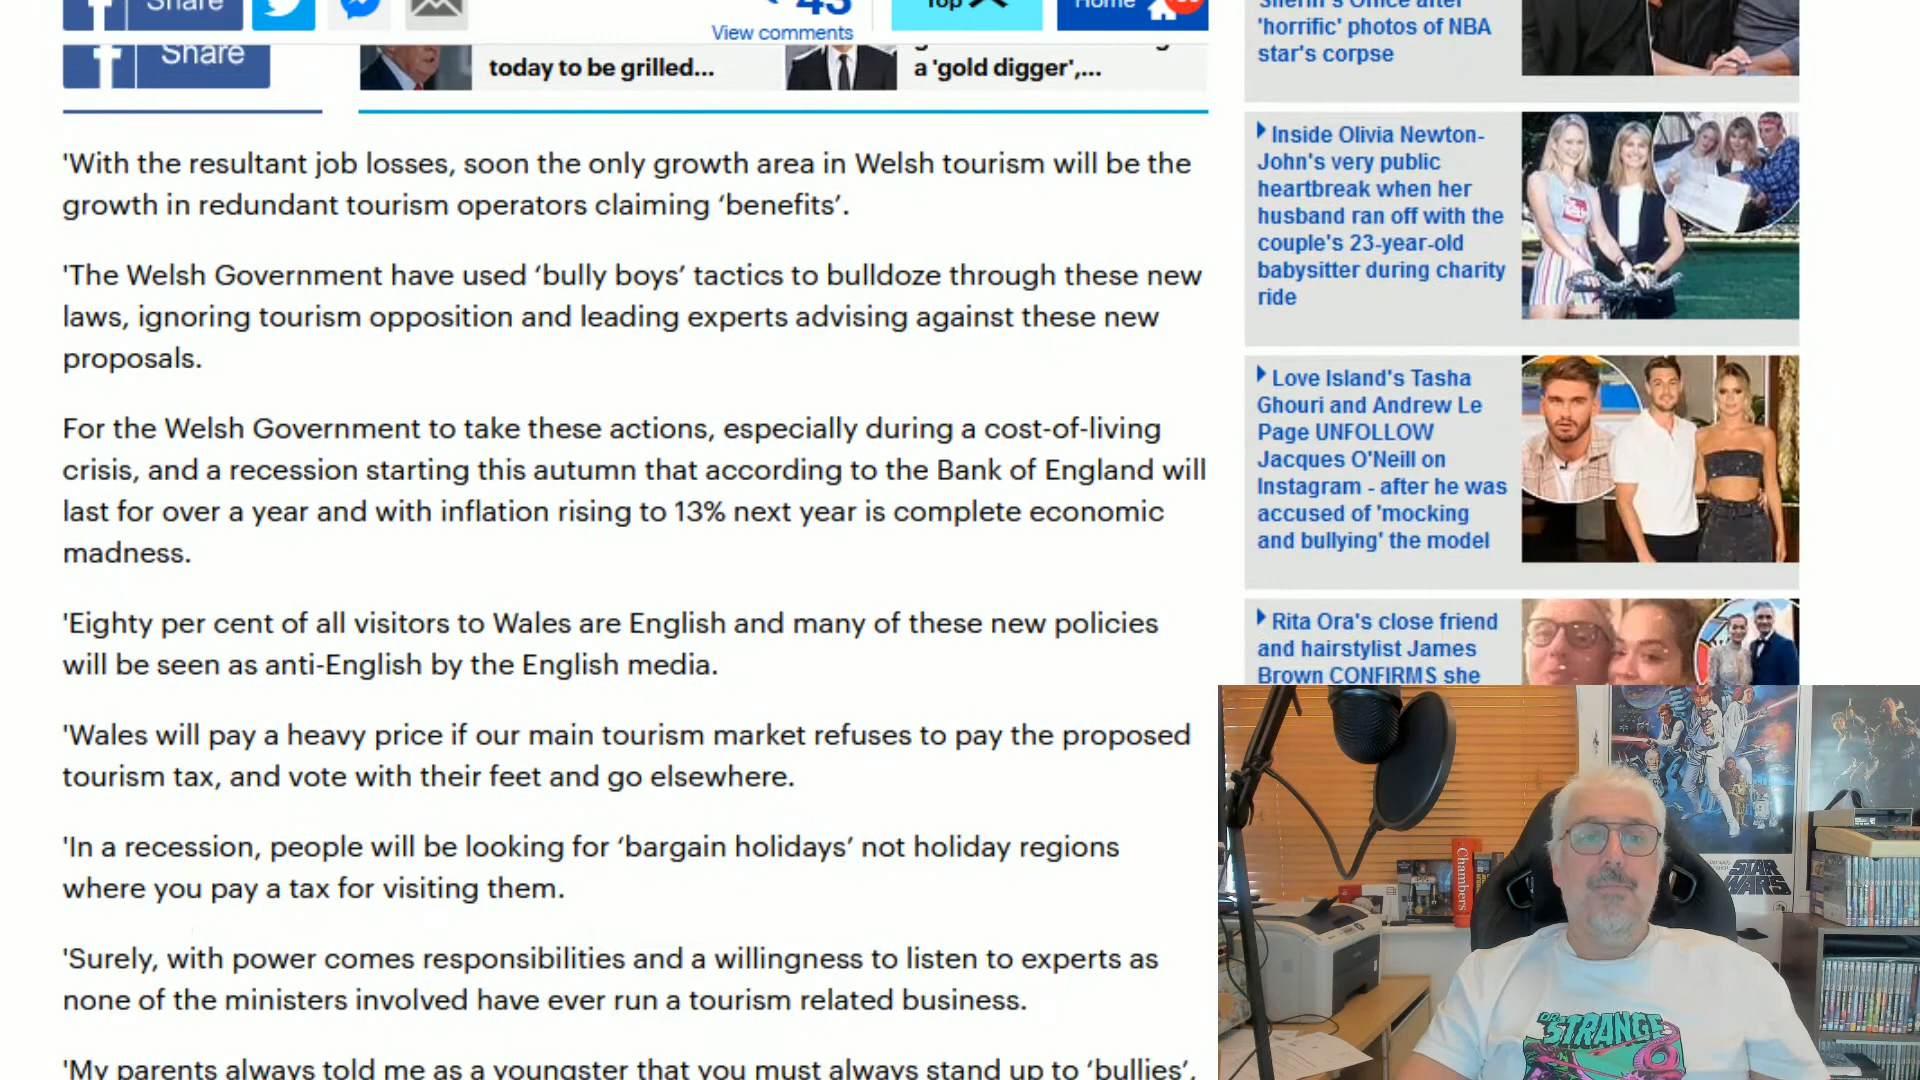 Share
43
View comments
Top
Home
Share
today to be grilled...
a 'gold digger',...
'With the resultant job losses, soon the only growth area in Welsh tourism will be the
growth in redundant tourism operators claiming ‘benefits’.
'The Welsh Government have used ‘bully boys’ tactics to bulldoze through these new
laws, ignoring tourism opposition and leading experts advising against these new
proposals.
For the Welsh Government to take these actions, especially during a cost-of-living
crisis, and a recession starting this autumn that according to the Bank of England will
last for over a year and with inflation rising to 13% next year is complete economic
madness.
'Eighty per cent of all visitors to Wales are English and many of these new policies
will be seen as anti-English by the English media.
'Wales will pay a heavy price if our main tourism market refuses to pay the proposed
tourism tax, and vote with their feet and go elsewhere.
'In a recession, people will be looking for ‘bargain holidays’ not holiday regions
where you pay a tax for visiting them.
'Surely, with power comes responsibilities and a willingness to listen to experts as
none of the ministers involved have ever run a tourism related business.
'My parents always told me as a youngster that you must always stand up to ‘bullies’,
Sheriff's Office after
'horrific' photos of NBA
star's corpse
Inside Olivia Newton-
John's very public
heartbreak when her
husband ran off with the
couple's 23-year-old
babysitter during charity
ride
Love Island's Tasha
Ghouri and Andrew Le
Page UNFOLLOW
Jacques O'Neill on
Instagram - after he was
accused of 'mocking
and bullying' the model
Rita Ora's close friend
and hairstylist James
Brown CONFIRMS she
Chambers
STAR
WARS
DR.
STRANGE